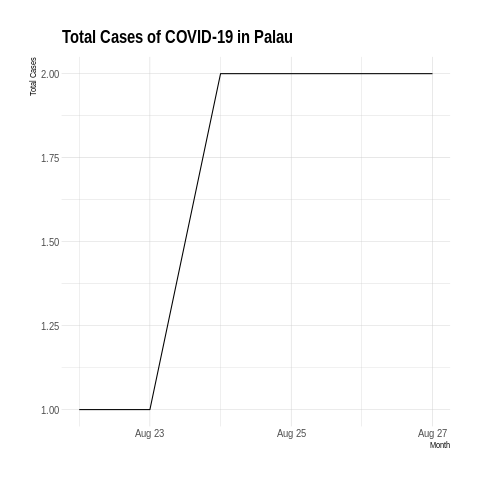 Total Cases of COVID-19 in Palau
Total Cases
2.00
1.75
1.50
1.25
1.00
Aug 23
Aug 25
Aug 27
Month